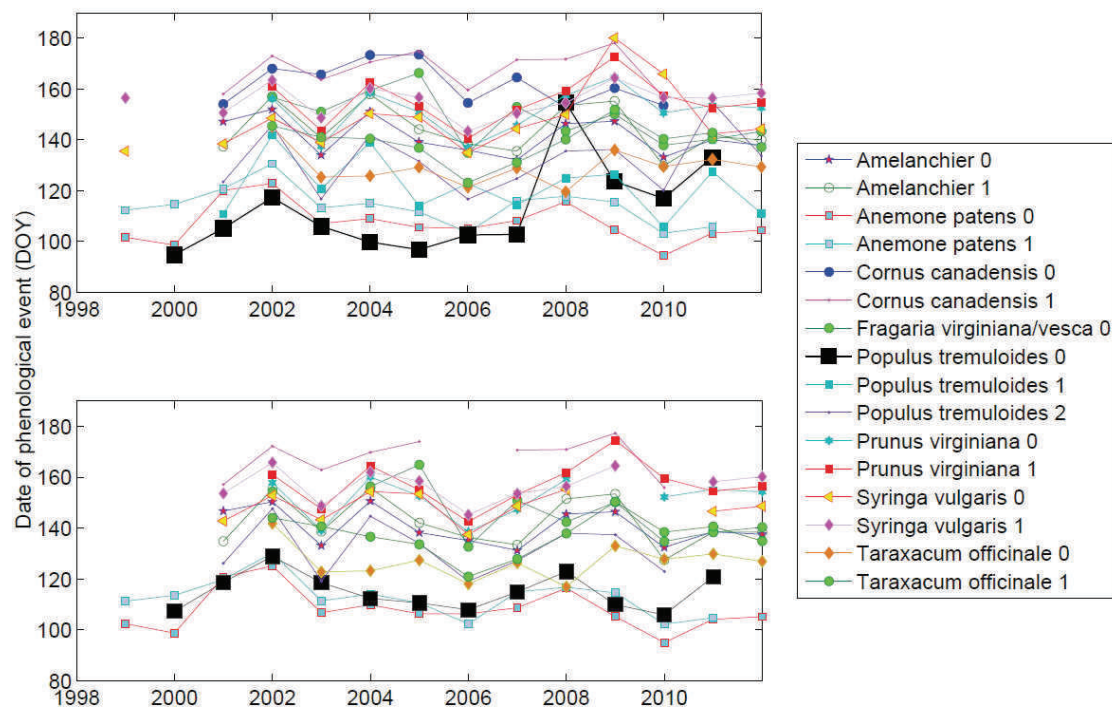 180
160
140
120
100
80
1998
2000
2002
2004
2006
2008
2010
Date of phenological event (DOY)
180
160
140
120
100
80
1998
2000
2002
2004
2006
2008
2010
Amelanchier 0
Amelanchier 1
Anemone patens 0
Anemone patens 1
Cornus canadensis 0
Cornus canadensis 1
Fragaria virginiana/vesca 0
Populus tremuloides 0
Populus tremuloides 1
Populus tremuloides 2
Prunus virginiana 0
Prunus virginiana 1
Syringa vulgaris 0
Syringa vulgaris 1
Taraxacum officinale 0
Taraxacum officinale 1